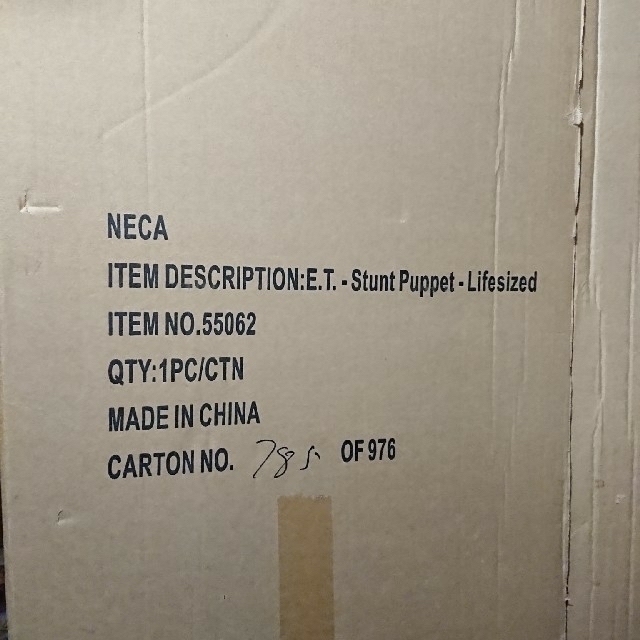 NECA
ITEM DESCRIPTION:E.T. - Stunt Puppet - Lifesized
ITEM NO.55062
QTY:1PC/CTN
MADE IN CHINA
CARTON NO. 785 OF 976